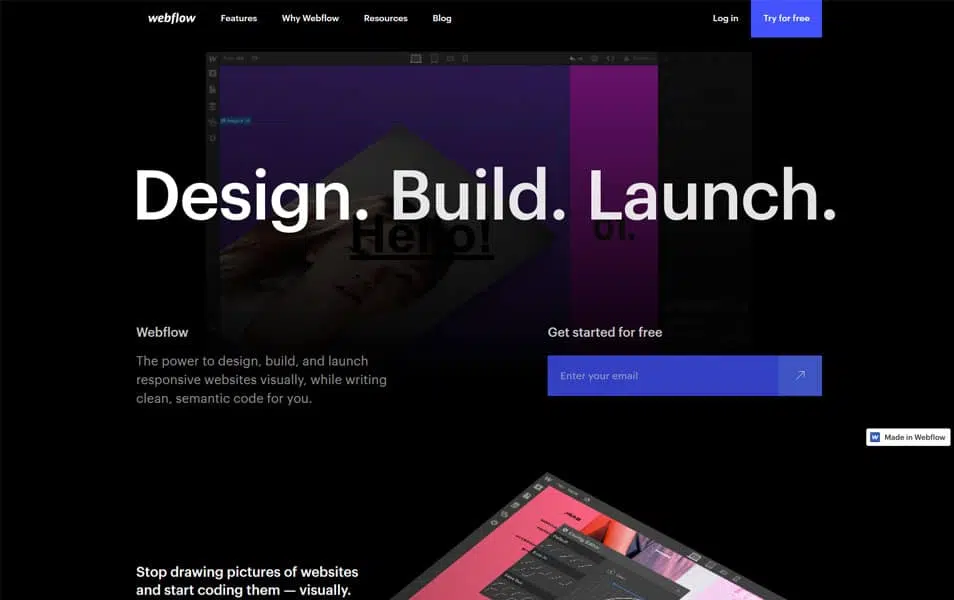 webflow
Features
Why Webflow
Resources
Blog
Log in
Try for free
Design. Build. Launch.
Hello!
01.
Webflow
The power to design, build, and launch
responsive websites visually, while writing
clean, semantic code for you.
Get started for free
Enter your email
Made in Webflow
Stop drawing pictures of websites
and start coding them — visually.